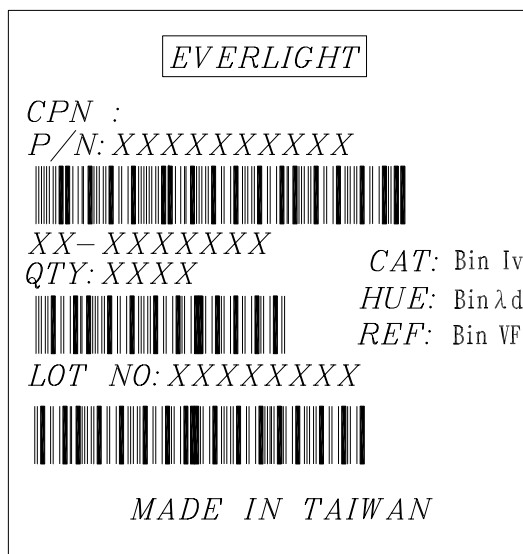 EVERLIGHT
CPN :
P/N: XXXXXXXXXX
XX-XXXXXXX
QTY: XXXX
CAT: Bin Iv
HUE: Bin λd
REF: Bin VF
LOT NO: XXXXXXXX
MADE IN TAIWAN